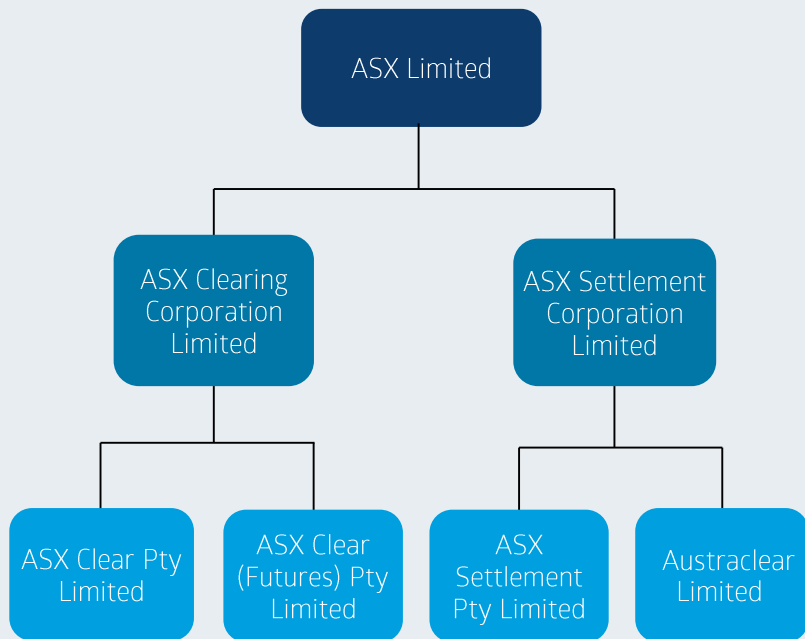 ASX Limited
ASX Clearing
Corporation
Limited
ASX Settlement
Corporation
Limited
ASX Clear Pty
Limited
ASX Clear
(Futures) Pty
Limited
ASX
Settlement
Pty Limited
Austraclear
Limited